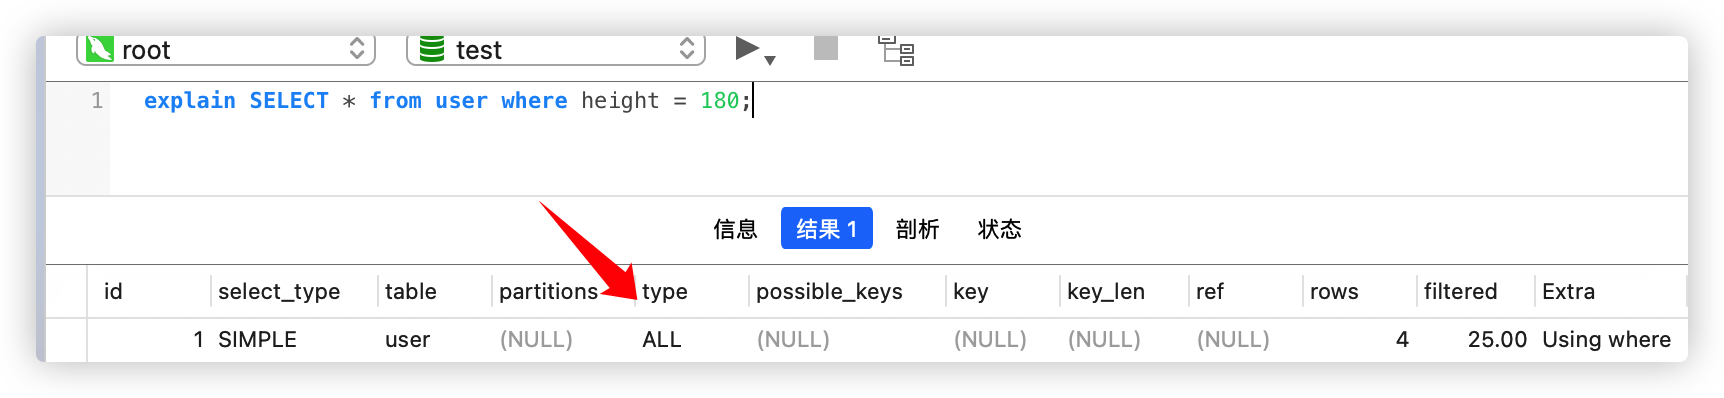 root test
1 explain SELECT * from user where height = 180;
信息 结果 1 剖析 状态
id select_type table partitions type possible_keys key key_len ref rows filtered Extra
1 SIMPLE user (NULL) ALL (NULL) (NULL) (NULL) (NULL) 4 25.00 Using where